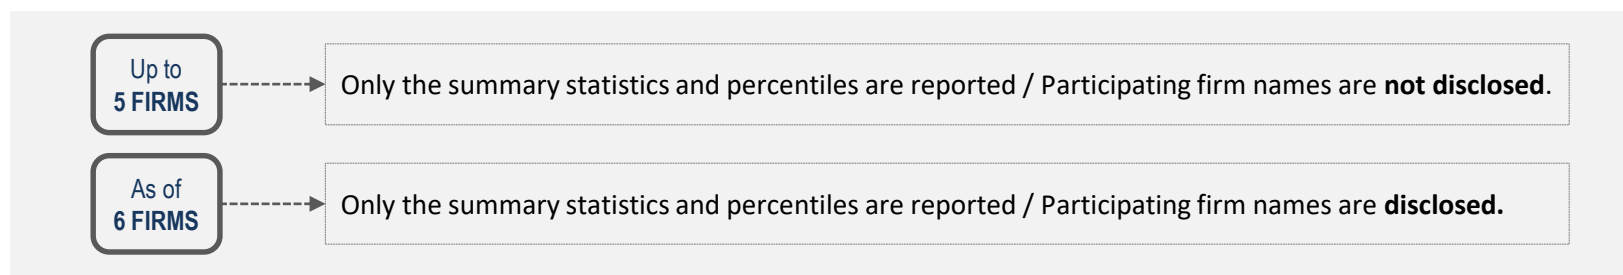 Up to
5 FIRMS
Only the summary statistics and percentiles are reported / Participating firm names are not disclosed.
As of
6 FIRMS
Only the summary statistics and percentiles are reported / Participating firm names are disclosed.